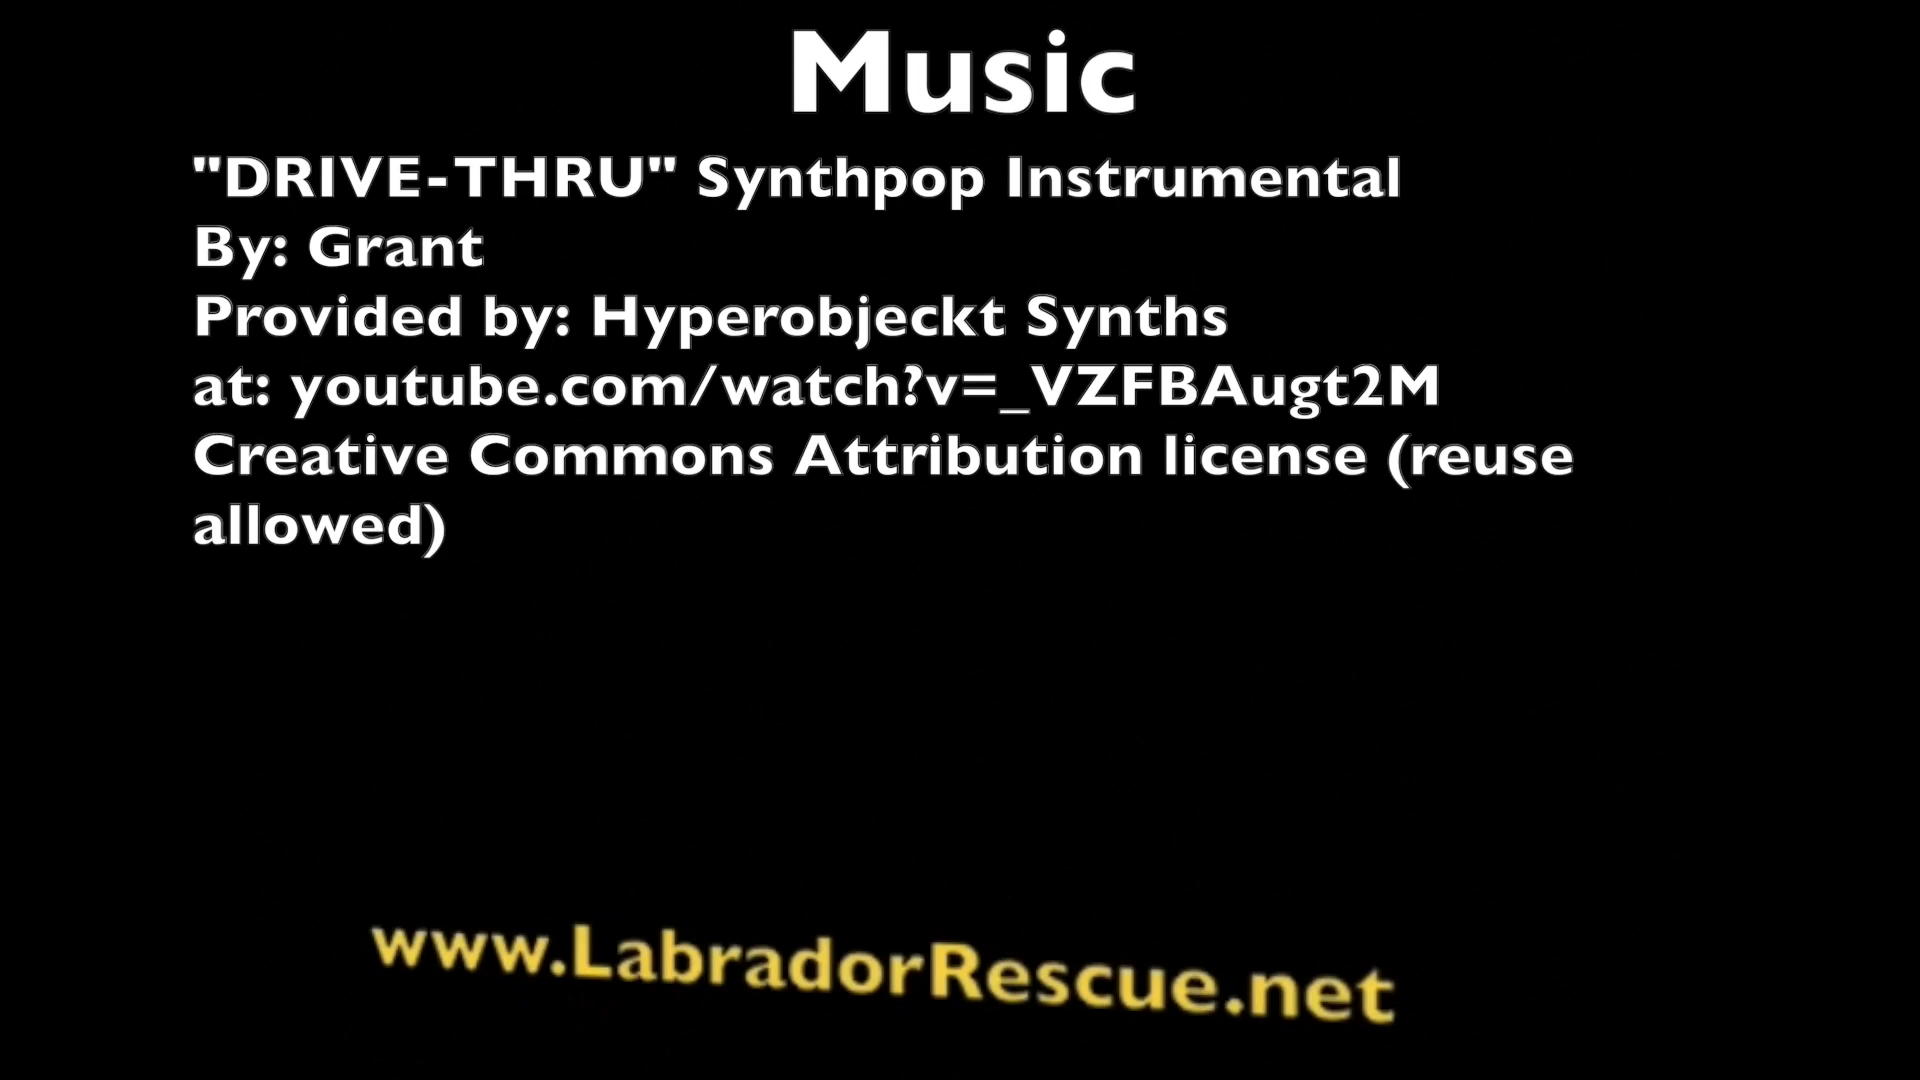 Music
"DRIVE-THRU" Synthpop Instrumental
By: Grant
Provided by: Hyperobjeckt Synths
at: youtube.com/watch?v=_VZFBAugt2M
Creative Commons Attribution license (reuse
allowed)
www.LabradorRescue.net